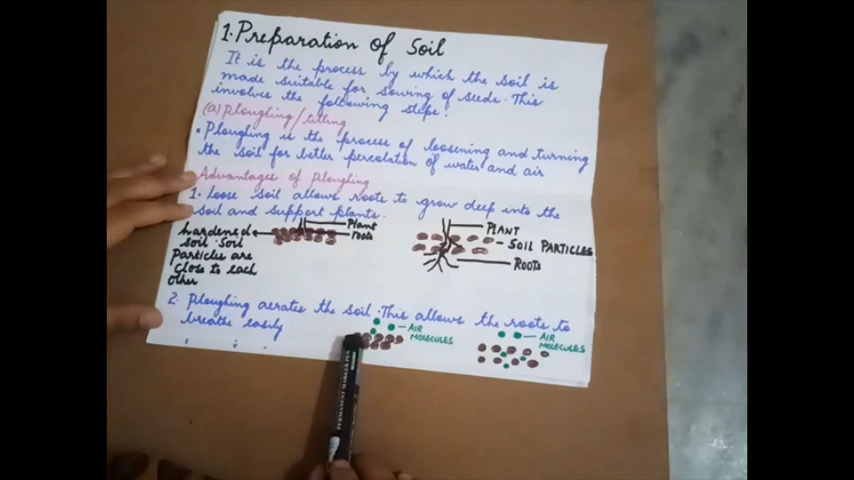 1. Preparation of Soil
It is the process by which the soil is
made suitable for sowing of seeds. This
involves the following steps:
(a) Ploughing/tilling
• Ploughing is the process of loosening and turning
the soil for better percolation of water and air
Advantages of Ploughing
1. Loose soil allows roots to grow deep into the
soil and support plants.
Hardened
soil. Soil
Particles are
close to each
other
Plant
roots
PLANT
SOIL PARTICLES
ROOTS
2. Ploughing aerates the soil. This allows the roots to
breathe easily
AIR
MOLECULES
AIR
MOLECULES
PERMANENT MARKER PEN